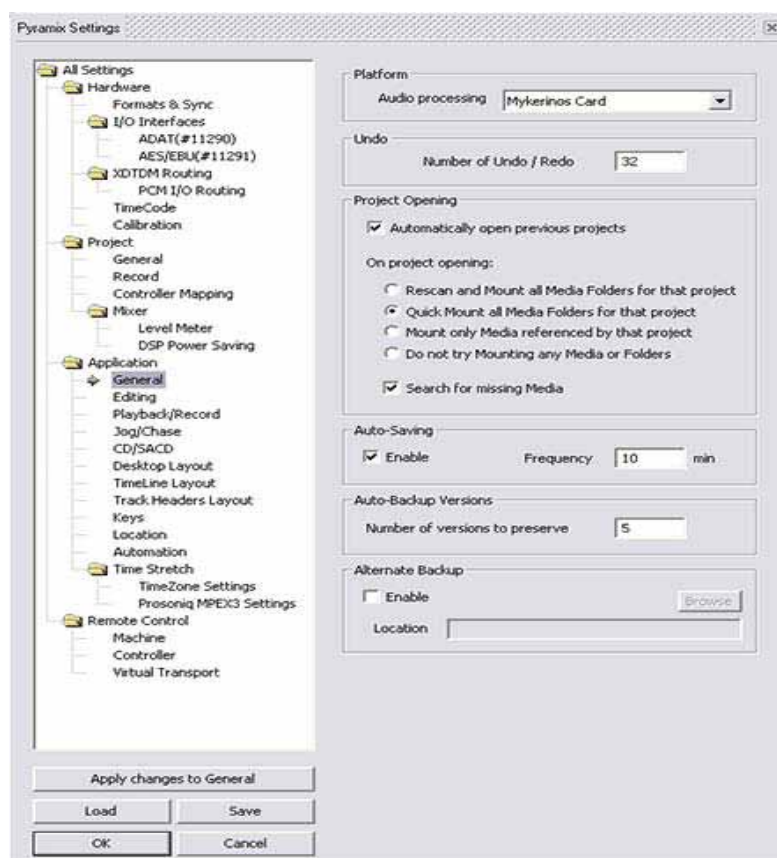 Pyramix Settings
All Settings
Hardware
Formats & Sync
I/O Interfaces
ADAT(#11290)
AES/EBU(#11291)
XDTDM Routing
PCM I/O Routing
TimeCode
Calibration
Project
General
Record
Controller Mapping
Mixer
Level Meter
DSP Power Saving
Application
General
Editing
Playback/Record
Jog/Chase
CD/SACD
Desktop Layout
TimeLine Layout
Track Headers Layout
Keys
Location
Automation
Time Stretch
TimeZone Settings
Prosoniq MPEX3 Settings
Remote Control
Machine
Controller
Virtual Transport
Apply changes to General
Load Save
OK Cancel
Platform
Audio processing Mykerinos Card
Undo
Number of Undo / Redo 32
Project Opening
Automatically open previous projects
On project opening:
Rescan and Mount all Media Folders for that project
Quick Mount all Media Folders for that project
Mount only Media referenced by that project
Do not try Mounting any Media or Folders
Search for missing Media
Auto-Saving
Enable Frequency 10 min
Auto-Backup Versions
Number of versions to preserve 5
Alternate Backup
Enable Browse
Location